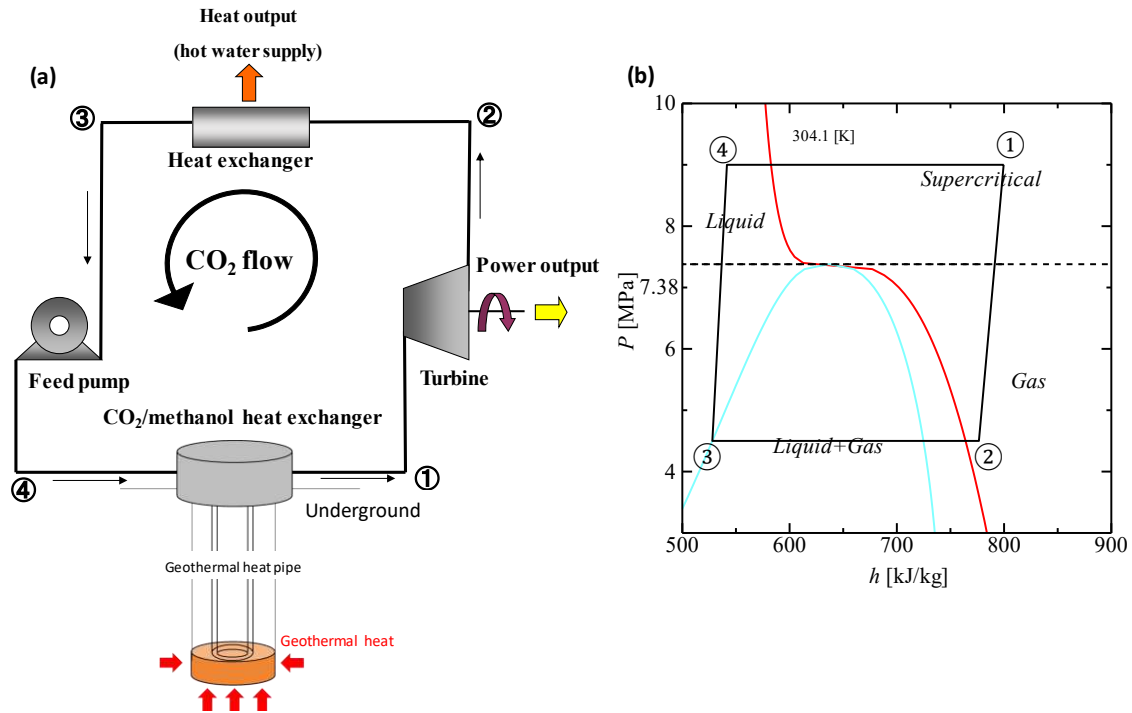 (a)
Heat output
(hot water supply)
③
②
Heat exchanger
CO₂ flow
Power output
Feed pump
Turbine
CO₂/methanol heat exchanger
④
①
Underground
Geothermal heat pipe
Geothermal heat
(b)
10
8
7.38
6
4
P [MPa]
304.1 [K]
④
①
Supercritical
Liquid
Gas
③
Liquid+Gas
②
500
600
700
800
900
h [kJ/kg]